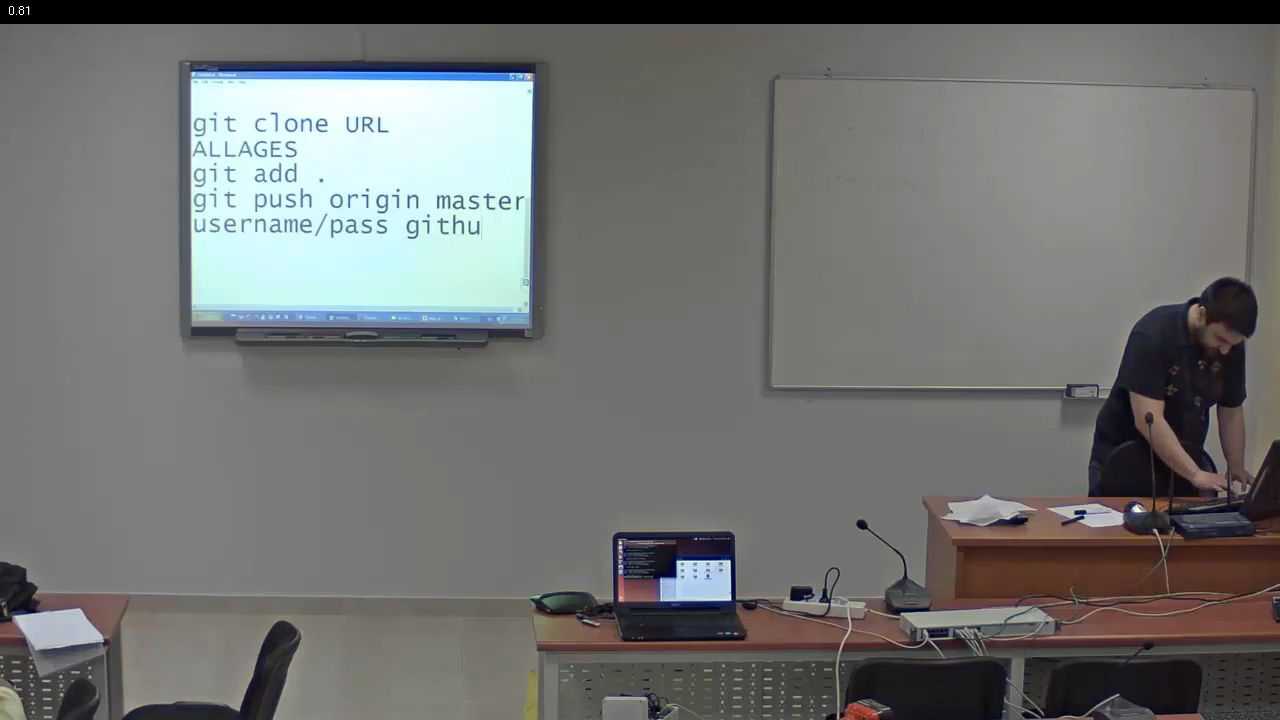 0.81
git clone URL
ALLAGES
git add .
git push origin master
username/pass githu